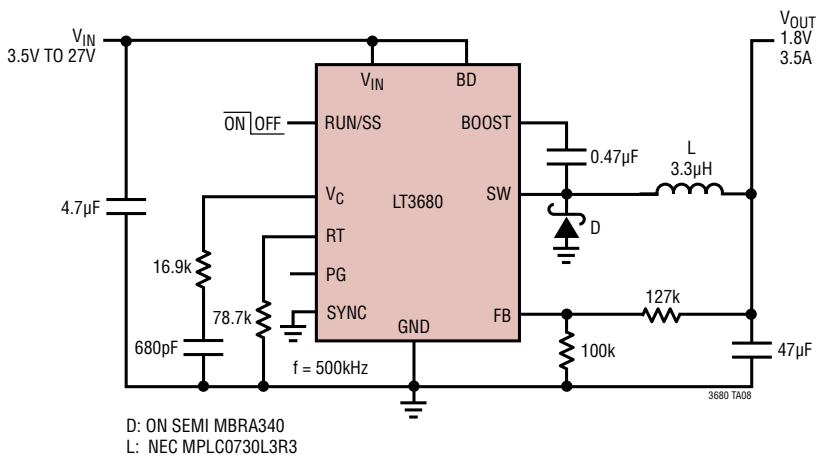 VIN
3.5V TO 27V
VOUT
1.8V
3.5A
VIN
BD
ON OFF
RUN/SS
BOOST
0.47µF
L
3.3µH
4.7µF
VC
LT3680
SW
D
16.9k
RT
PG
78.7k
SYNC
FB
127k
680pF
GND
100k
47µF
f = 500kHz
3680 TA08
D: ON SEMI MBRA340
L: NEC MPLC0730L3R3